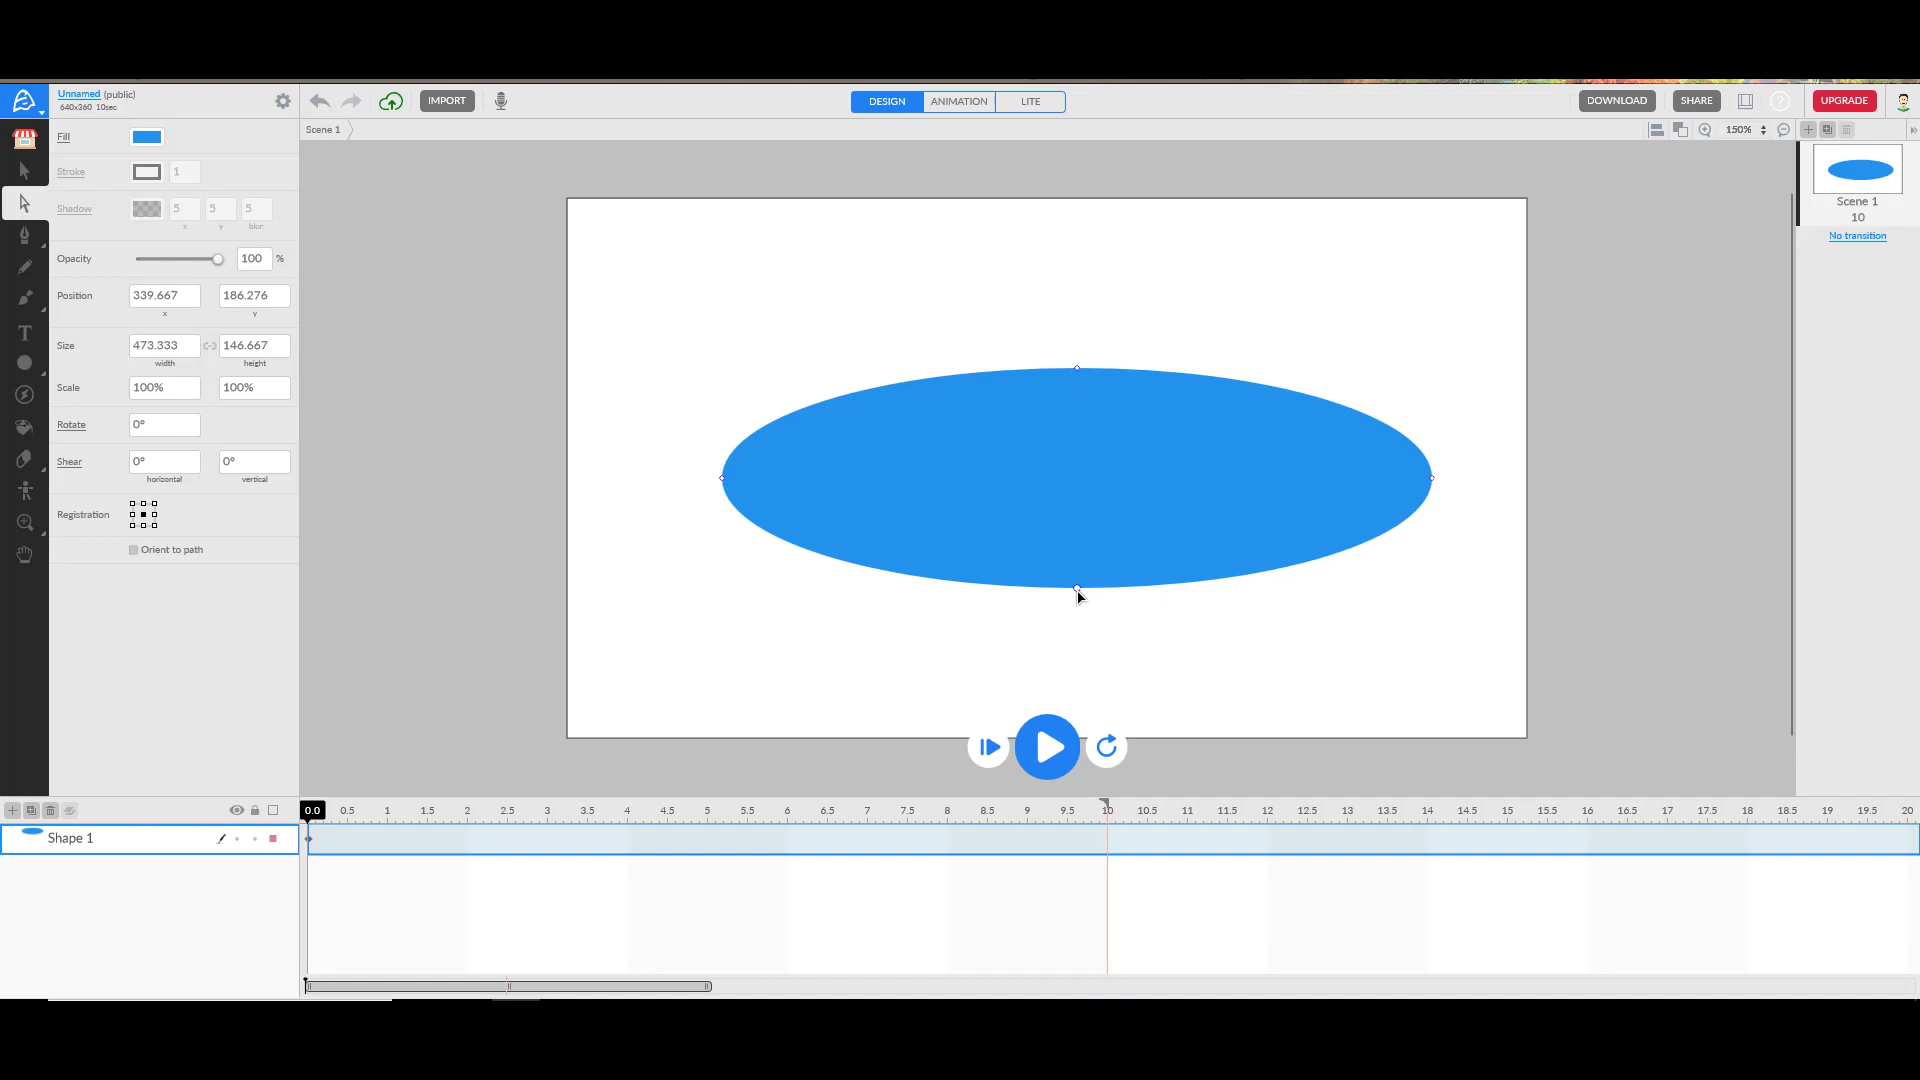 Unnamed (public)
640x360 10sec
IMPORT
DESIGN
ANIMATION
LITE
DOWNLOAD
SHARE
?
UPGRADE
Fill
Scene 1
150%
Stroke
1
Shadow
5
5
5
x
y
blur
Scene 1
10
No transition
Opacity
100
%
Position
339.667
186.276
x
y
Size
473.333
146.667
width
height
Scale
100%
100%
Rotate
0°
Shear
0°
0°
horizontal
vertical
Registration
Orient to path
0.0
0.5
1
1.5
2
2.5
3
3.5
4
4.5
5
5.5
6
6.5
7
7.5
8
8.5
9
9.5
10
10.5
11
11.5
12
12.5
13
13.5
14
14.5
15
15.5
16
16.5
17
17.5
18
18.5
19
19.5
20
Shape 1